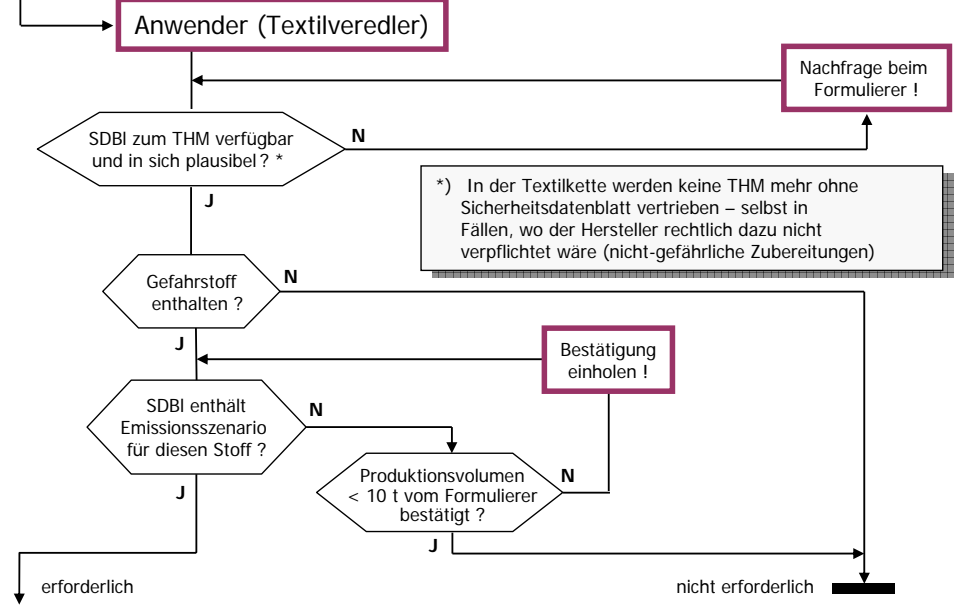 Anwender (Textilveredler)
Nachfrage beim
Formulierer !
SDBl zum THM verfügbar
und in sich plausibel ? *
N
J
*) In der Textilkette werden keine THM mehr ohne
Sicherheitsdatenblatt vertrieben – selbst in
Fällen, wo der Hersteller rechtlich dazu nicht
verpflichtet wäre (nicht-gefährliche Zubereitungen)
Gefahrstoff
enthalten ?
N
J
Bestätigung
einholen !
SDBl enthält
Emissionsszenario
für diesen Stoff ?
N
J
Produktionsvolumen
< 10 t vom Formulierer
bestätigt ?
N
J
erforderlich
nicht erforderlich